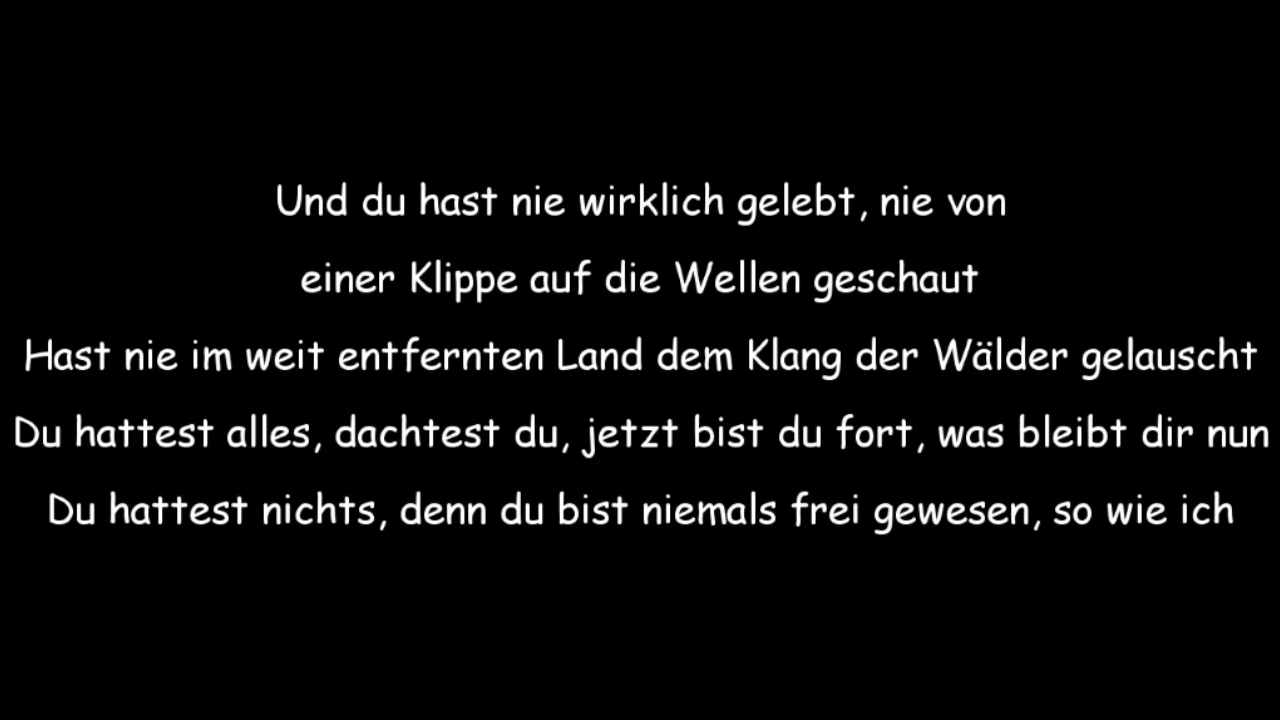 Und du hast nie wirklich gelebt, nie von
einer Klippe auf die Wellen geschaut
Hast nie im weit entfernten Land dem Klang der Wälder gelauscht
Du hattest alles, dachtest du, jetzt bist du fort, was bleibt dir nun
Du hattest nichts, denn du bist niemals frei gewesen, so wie ich